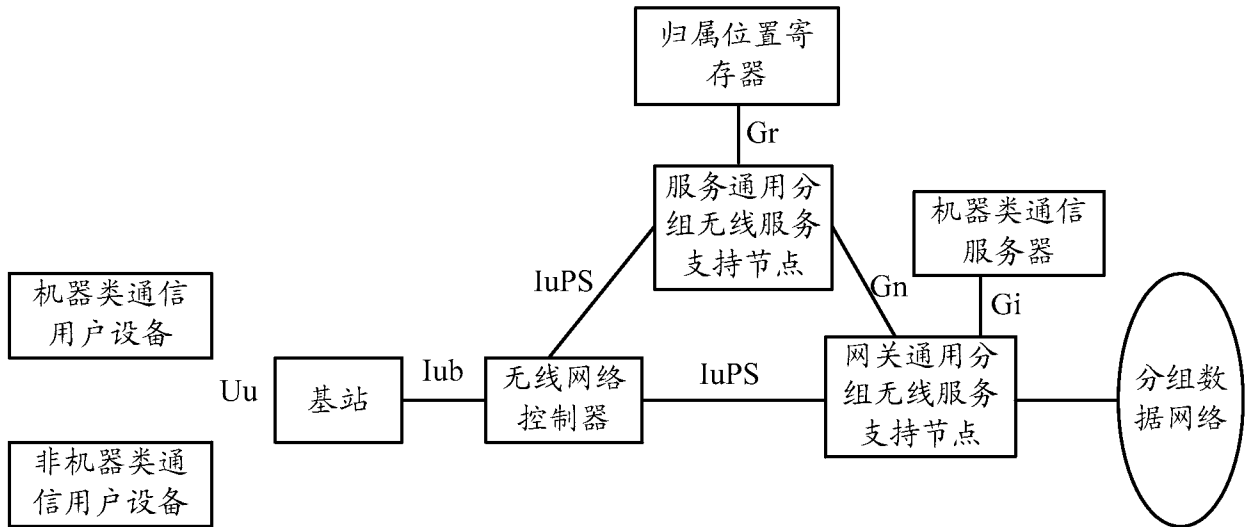 归属位置寄
存器
Gr
服务通用分
组无线服务
支持节点
机器类通信
服务器
IuPS
Gn
Gi
机器类通信
用户设备
Uu
基站
Iub
无线网络
控制器
IuPS
网关通用分
组无线服务
支持节点
分组数
据网络
非机器类通
信用户设备